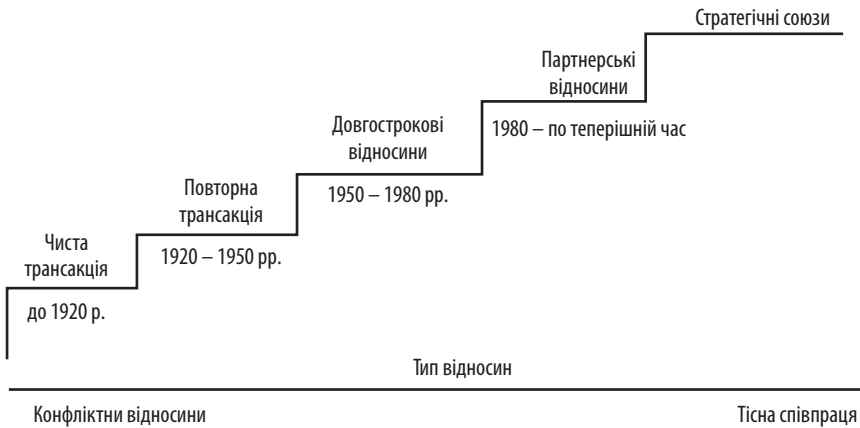 Стратегічні союзи
Партнерські
відносини
1980 – по теперішній час
Довгострокові
відносини
1950 – 1980 рр.
Повторна
трансакція
1920 – 1950 рр.
Чиста
трансакція
до 1920 р.
Тип відносин
Конфліктни відносини
Тісна співпраця